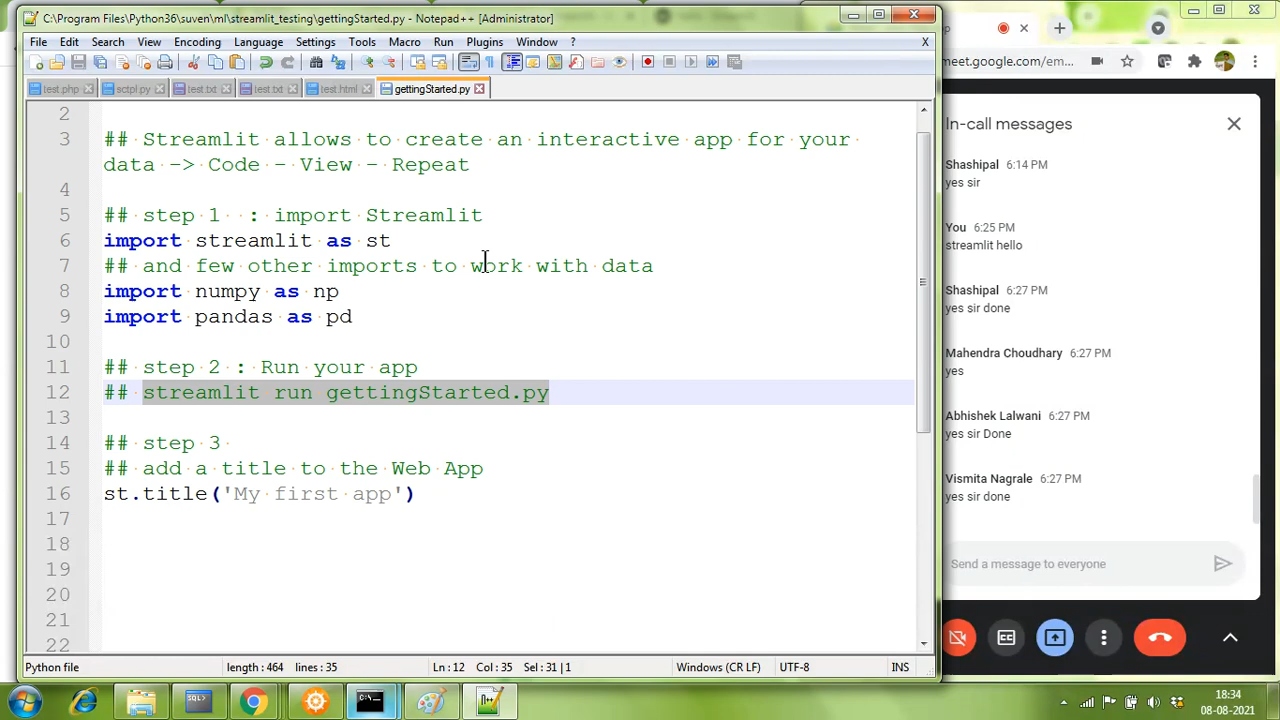 C:\Program Files\Python36\suven\ml\streamlit_testing\gettingStarted.py - Notepad++ [Administrator]
File Edit Search View Encoding Language Settings Tools Macro Run Plugins Window ? X
test.php sctpl.py test.txt test.txt test.html gettingStarted.py
2
3 ## Streamlit allows to create an interactive app for your
data -> Code - View - Repeat
4
5 ## step 1 : import Streamlit
6 import streamlit as st
7 ## and few other imports to work with data
8 import numpy as np
9 import pandas as pd
10
11 ## step 2 : Run your app
12 ## streamlit run gettingStarted.py
13
14 ## step 3
15 ## add a title to the Web App
16 st.title('My first app')
17
18
19
20
21
22
Python file length : 464 lines : 35 Ln : 12 Col : 35 Sel : 31 | 1 Windows (CR LF) UTF-8 INS
meet.google.com/em...
In-call messages
Shashipal 6:14 PM
yes sir
You 6:25 PM
streamlit hello
Shashipal 6:27 PM
yes sir done
Mahendra Choudhary 6:27 PM
yes
Abhishek Lalwani 6:27 PM
yes sir Done
Vismita Nagrale 6:27 PM
yes sir done
Send a message to everyone
18:34
08-08-2021